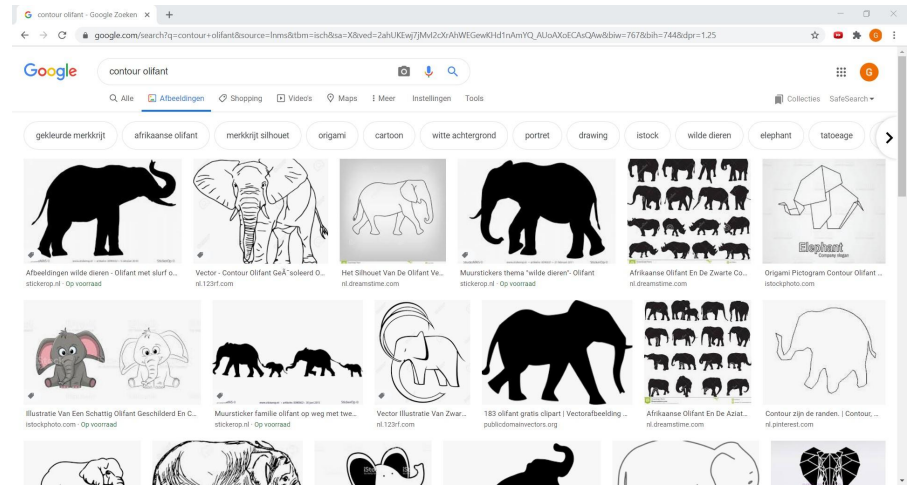 contour olifant - Google Zoeken
google.com/search?q=contour+olifant&source=lnms&tbm=isch&sa=X&ved=2ahUKEwj7jMvI2cXrAhWEGewKHd1nAmYQ_AUoAXoECAsQAw&biw=767&bih=744&dpr=1.25
G
Google
contour olifant
G
Alle Afbeeldingen Shopping Video's Maps Meer Instellingen Tools
Collecties SafeSearch
gekleurde merkkrijt afrikaanse olifant merkkrijt silhouet origami cartoon witte achtergrond portret drawing istock wilde dieren elephant tatoeage
Elephant
Company slogan
Afbeeldingen wilde dieren - Olifant met slurf o...
stickerop.nl - Op voorraad
Vector - Contour Olifant GeÃ¯soleerd O...
nl.123rf.com
Het Silhouet Van De Olifant Ve...
nl.dreamstime.com
Muurstickers thema "wilde dieren"- Olifant
stickerop.nl - Op voorraad
Afrikaanse Olifant En De Zwarte Co...
nl.dreamstime.com
Origami Pictogram Contour Olifant ...
istockphoto.com
Illustratie Van Een Schattig Olifant Geschilderd En C...
istockphoto.com - Op voorraad
Muursticker familie olifant op weg met twe...
stickerop.nl - Op voorraad
Vector Illustratie Van Zwar...
nl.123rf.com
183 olifant gratis clipart | Vectorafbeelding ...
publicdomainvectors.org
Afrikaanse Olifant En De Aziat...
nl.dreamstime.com
Contour zijn de randen. | Contour, ...
nl.pinterest.com